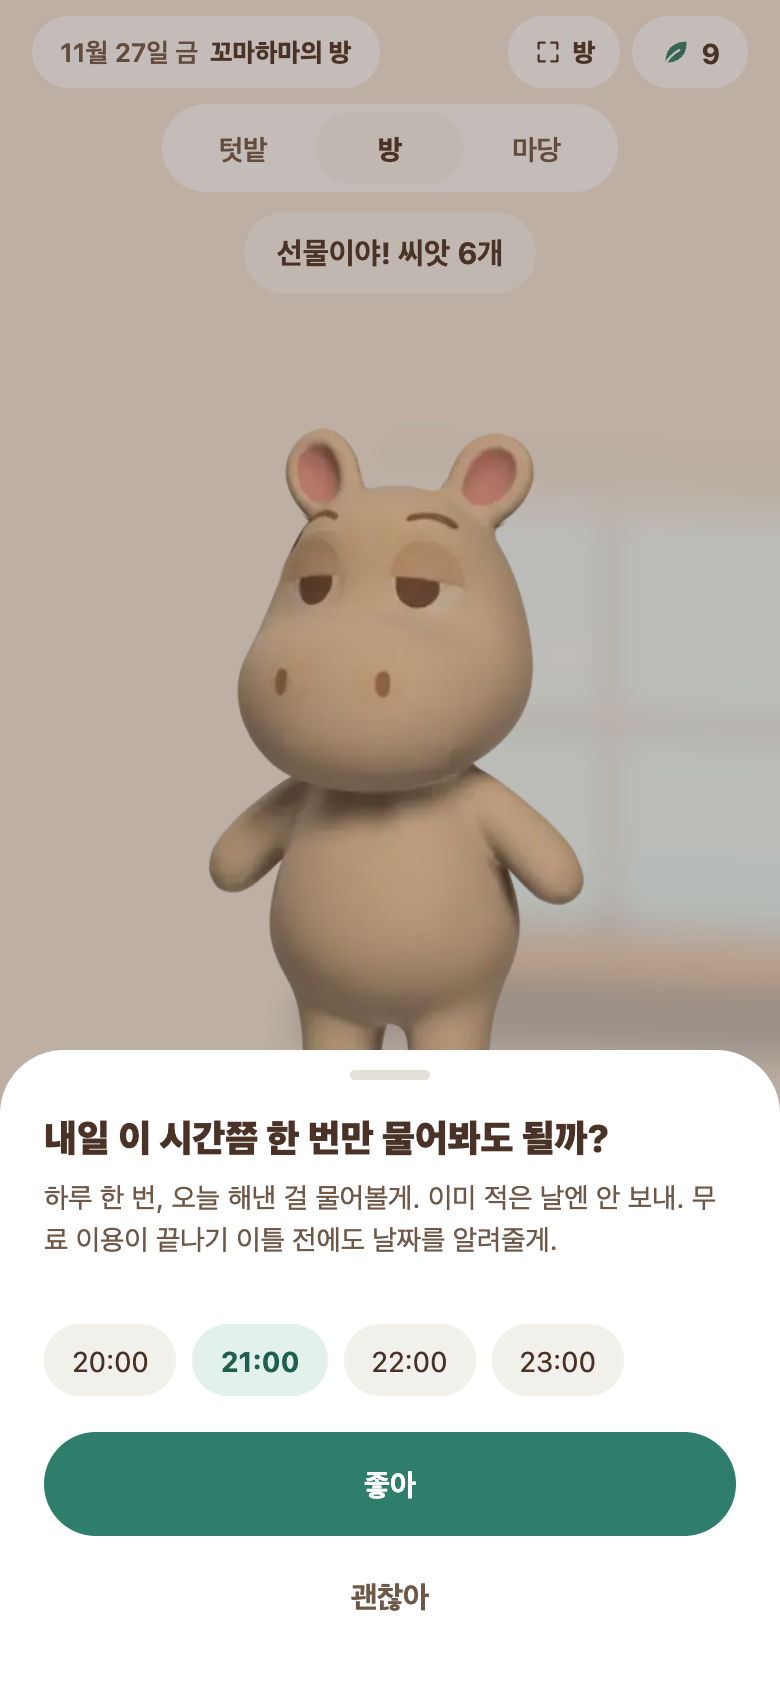 11월 27일 금 꼬마하마의 방
방
9
텃밭 방 마당
선물이야! 씨앗 6개
내일 이 시간쯤 한 번만 물어봐도 될까?
하루 한 번, 오늘 해낸 걸 물어볼게. 이미 적은 날엔 안 보내. 무
료 이용이 끝나기 이틀 전에도 날짜를 알려줄게.
20:00 21:00 22:00 23:00
좋아
괜찮아